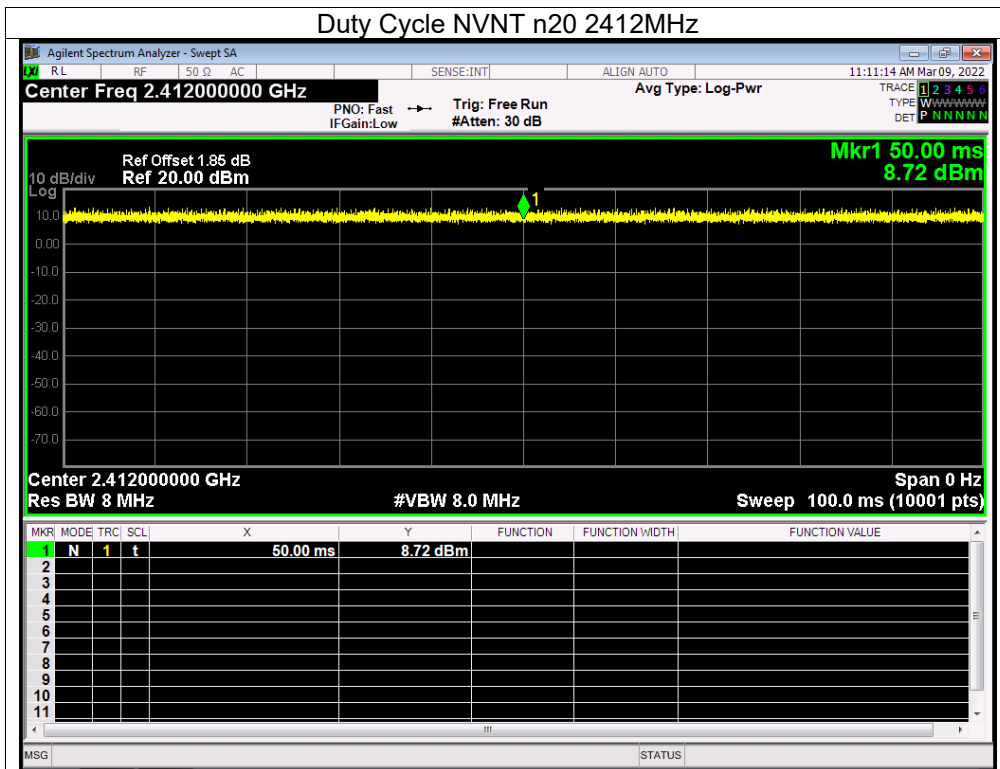 Duty Cycle NVNT n20 2412MHz
Agilent Spectrum Analyzer - Swept SA
LXI RL RF 50 Ω AC SENSE:INT ALIGN AUTO 11:11:14 AM Mar 09, 2022
Center Freq 2.412000000 GHz Avg Type: Log-Pwr TRACE 1 2 3 4 5 6
PNO: Fast Trig: Free Run TYPE WWWWWW
IFGain:Low #Atten: 30 dB DET P N N N N N
Mkr1 50.00 ms
8.72 dBm
Ref Offset 1.85 dB
10 dB/div Ref 20.00 dBm
Log
1
10.0
0.00
-10.0
-20.0
-30.0
-40.0
-50.0
-60.0
-70.0
Center 2.412000000 GHz Span 0 Hz
Res BW 8 MHz #VBW 8.0 MHz Sweep 100.0 ms (10001 pts)
MKR MODE TRC SCL X Y FUNCTION FUNCTION WIDTH FUNCTION VALUE
1 N 1 t 50.00 ms 8.72 dBm
2
3
4
5
6
7
8
9
10
11
MSG STATUS